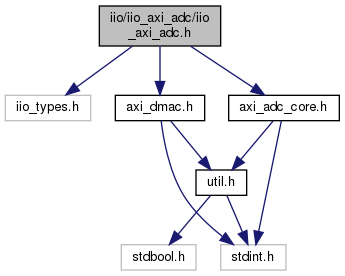 iio/iio_axi_adc/iio
_axi_adc.h
iio_types.h
axi_dmac.h
axi_adc_core.h
util.h
stdbool.h
stdint.h